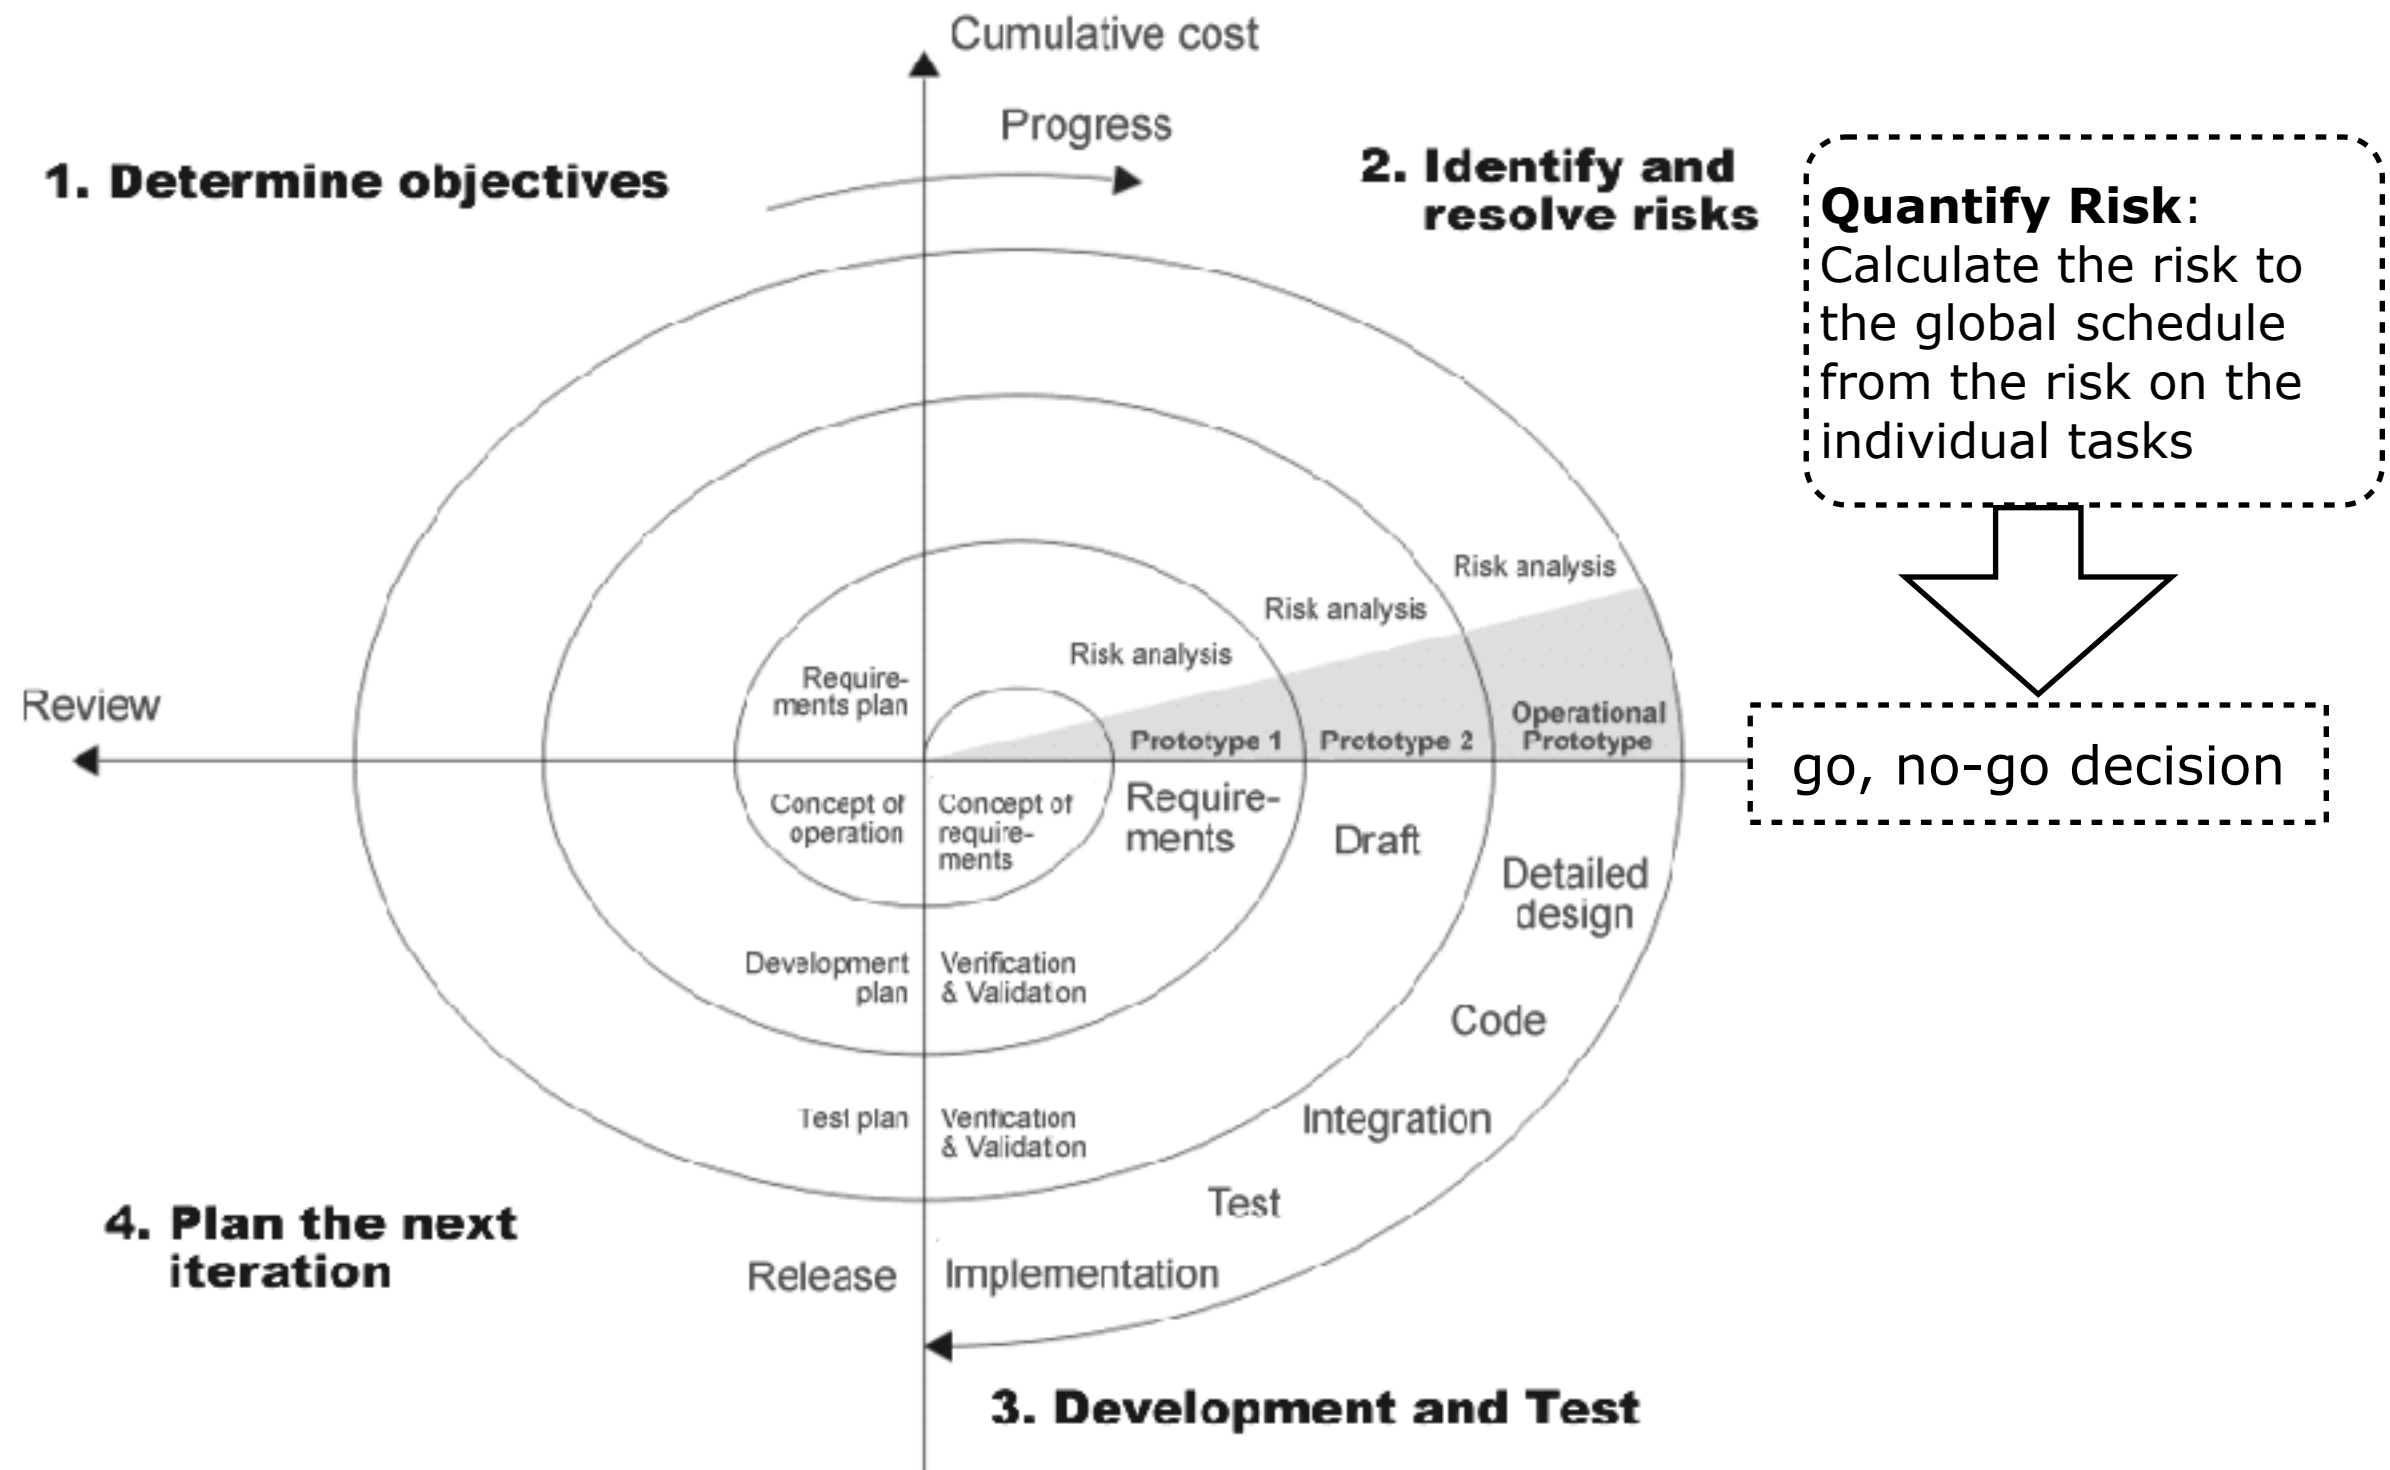 Cumulative cost
Progress
1. Determine objectives
2. Identify and
resolve risks
Quantify Risk:
Calculate the risk to
the global schedule
from the risk on the
individual tasks
Risk analysis
Risk analysis
Risk analysis
Require-
ments plan
Review
Operational
Prototype
Prototype 1
Prototype 2
go, no-go decision
Concept of
operation
Concept of
require-
ments
Require-
ments
Draft
Detailed
design
Development
plan
Verification
& Validation
Code
Test plan
Verification
& Validation
Integration
Test
4. Plan the next
iteration
Release
Implementation
3. Development and Test